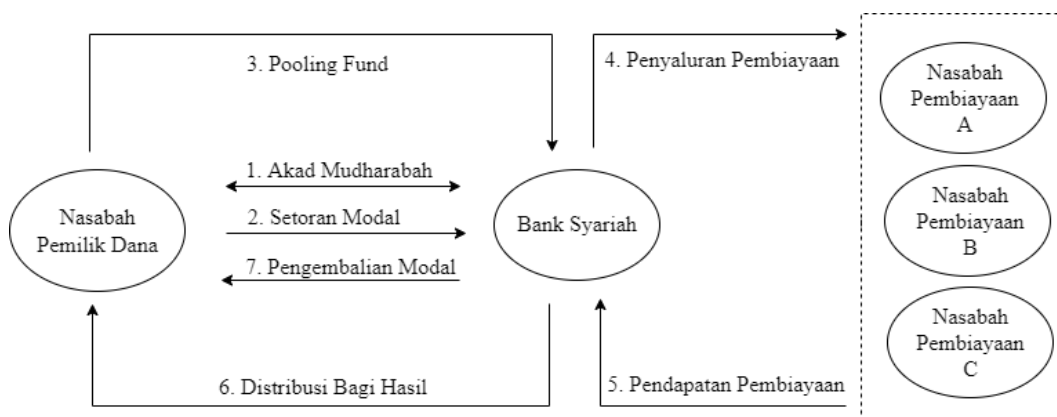 3. Pooling Fund
4. Penyaluran Pembiayaan
Nasabah
Pembiayaan
A
1. Akad Mudharabah
Nasabah
Pemilik Dana
2. Setoran Modal
Bank Syariah
Nasabah
Pembiayaan
B
7. Pengembalian Modal
Nasabah
Pembiayaan
C
6. Distribusi Bagi Hasil
5. Pendapatan Pembiayaan